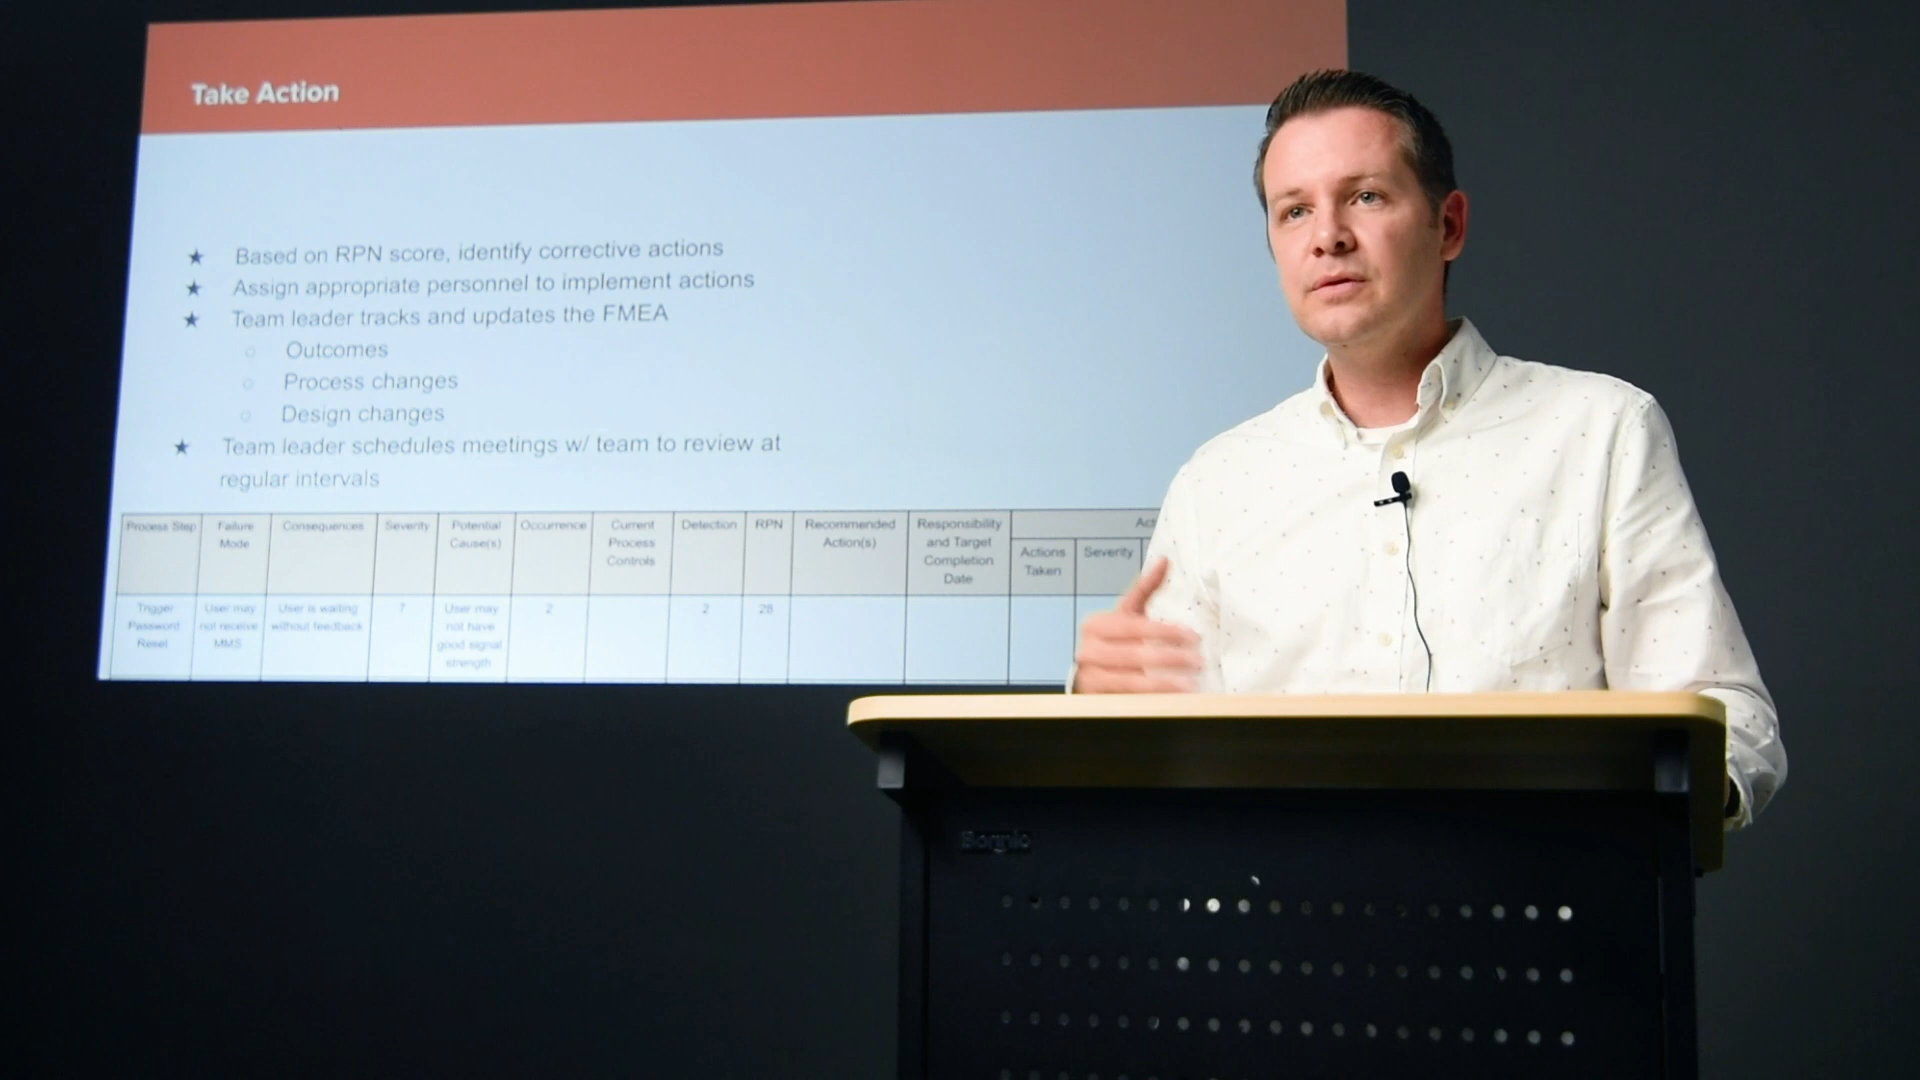 Take Action
★ Based on RPN score, identify corrective actions
★ Assign appropriate personnel to implement actions
★ Team leader tracks and updates the FMEA
○ Outcomes
○ Process changes
○ Design changes
★ Team leader schedules meetings w/ team to review at
regular intervals
Process Step
Failure
Mode
Consequences
Severity
Potential
Cause(s)
Occurrence
Current
Process
Controls
Detection
RPN
Recommended
Action(s)
Responsibility
and Target
Completion
Date
Act
Actions
Taken
Severity
Trigger
Password
Reset
User may
not receive
MMS
User is waiting
without feedback
7
User may
not have
good signal
strength
2
2
28